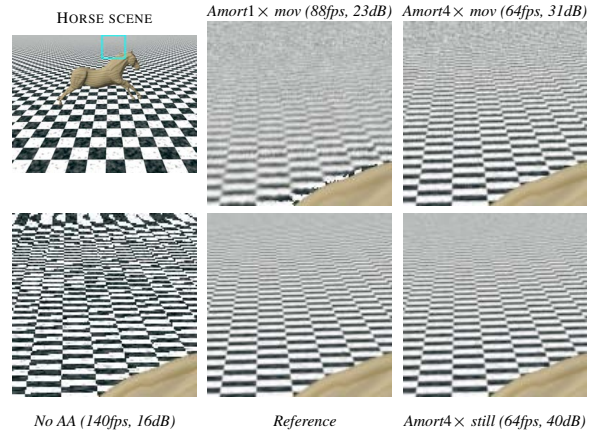 HORSE SCENE
Amort1× mov (88fps, 23dB)
Amort4× mov (64fps, 31dB)
No AA (140fps, 16dB)
Reference
Amort4× still (64fps, 40dB)